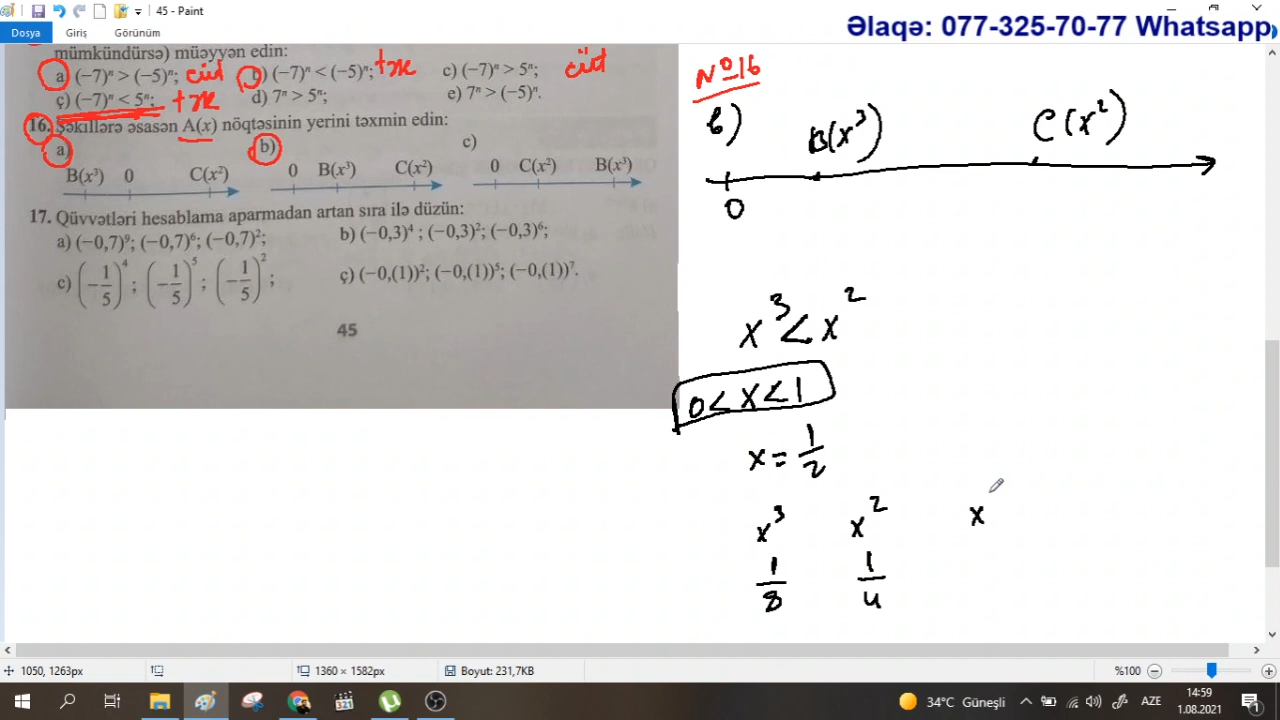 45 - Paint
Əlaqə: 077-325-70-77 Whatsapp
Dosya Giriş Görünüm
mümkündürsə) müəyyən edin:
a) (−7)ⁿ > (−5)ⁿ; cüt b) (−7)ⁿ < (−5)ⁿ; tək c) (−7)ⁿ > 5ⁿ; cüt
ç) (−7)ⁿ < 5ⁿ; tək d) 7ⁿ > 5ⁿ; e) 7ⁿ > (−5)ⁿ.
16. Şəkillərə əsasən A(x) nöqtəsinin yerini təxmin edin:
a) b) c)
B(x³) 0 C(x²) 0 B(x³) C(x²) 0 C(x²) B(x³)
17. Qüvvətləri hesablama aparmadan artan sıra ilə düzün:
a) (−0,7)⁹; (−0,7)⁶; (−0,7)²; b) (−0,3)⁴ ; (−0,3)²; (−0,3)⁶;
c) (−1/5)⁴; (−1/5)⁵; (−1/5)²; ç) (−0,(1))²; (−0,(1))⁵; (−0,(1))⁷.
45
№16
b) B(x³) C(x²)
0
x³ < x²
0 < x < 1
x = 1/2
x³ x² x
1/8 1/4
1050, 1263px 1360 × 1582px Boyut: 231,7KB %100
34°C Güneşli AZE 14:59
1.08.2021